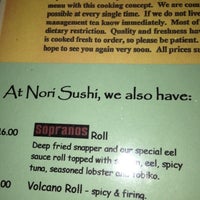 menu with this cooking concept. We are com
possible at every single time. If we do not live
management team know immediately. Most of
dietary restriction. Quality and freshness have
is cooked fresh to order, so please be patient.
hope to see you again very soon. All prices su
At Nori Sushi, we also have:
16.00 Sopranos Roll
Deep fried snapper and our special eel
sauce roll topped with eel, spicy
tuna, seasoned lobster and tobiko.
.00 Volcano Roll - spicy & firing.